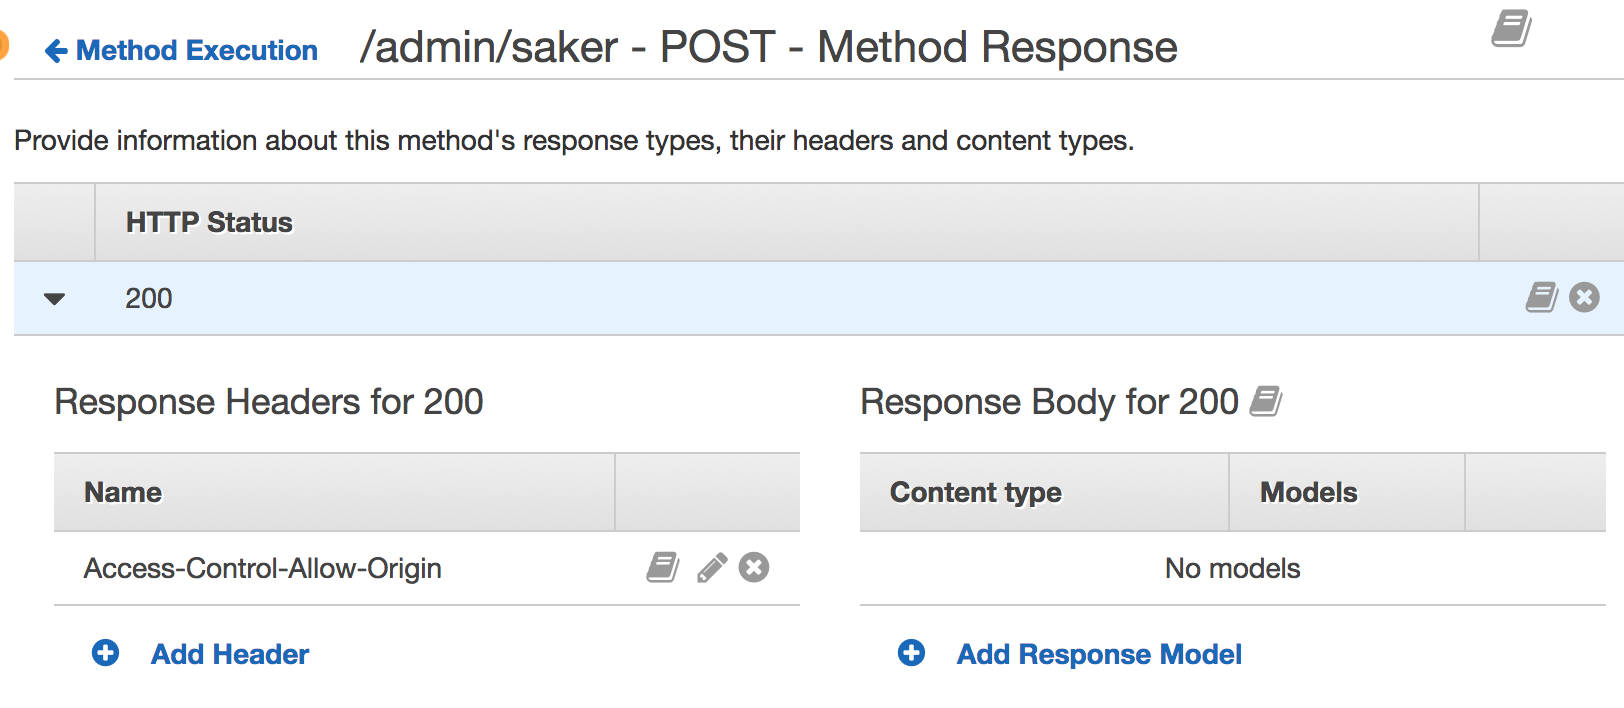 Method Execution /admin/saker - POST - Method Response
Provide information about this method's response types, their headers and content types.
HTTP Status
200
Response Headers for 200
Name
Access-Control-Allow-Origin
Add Header
Response Body for 200
Content type Models
No models
Add Response Model